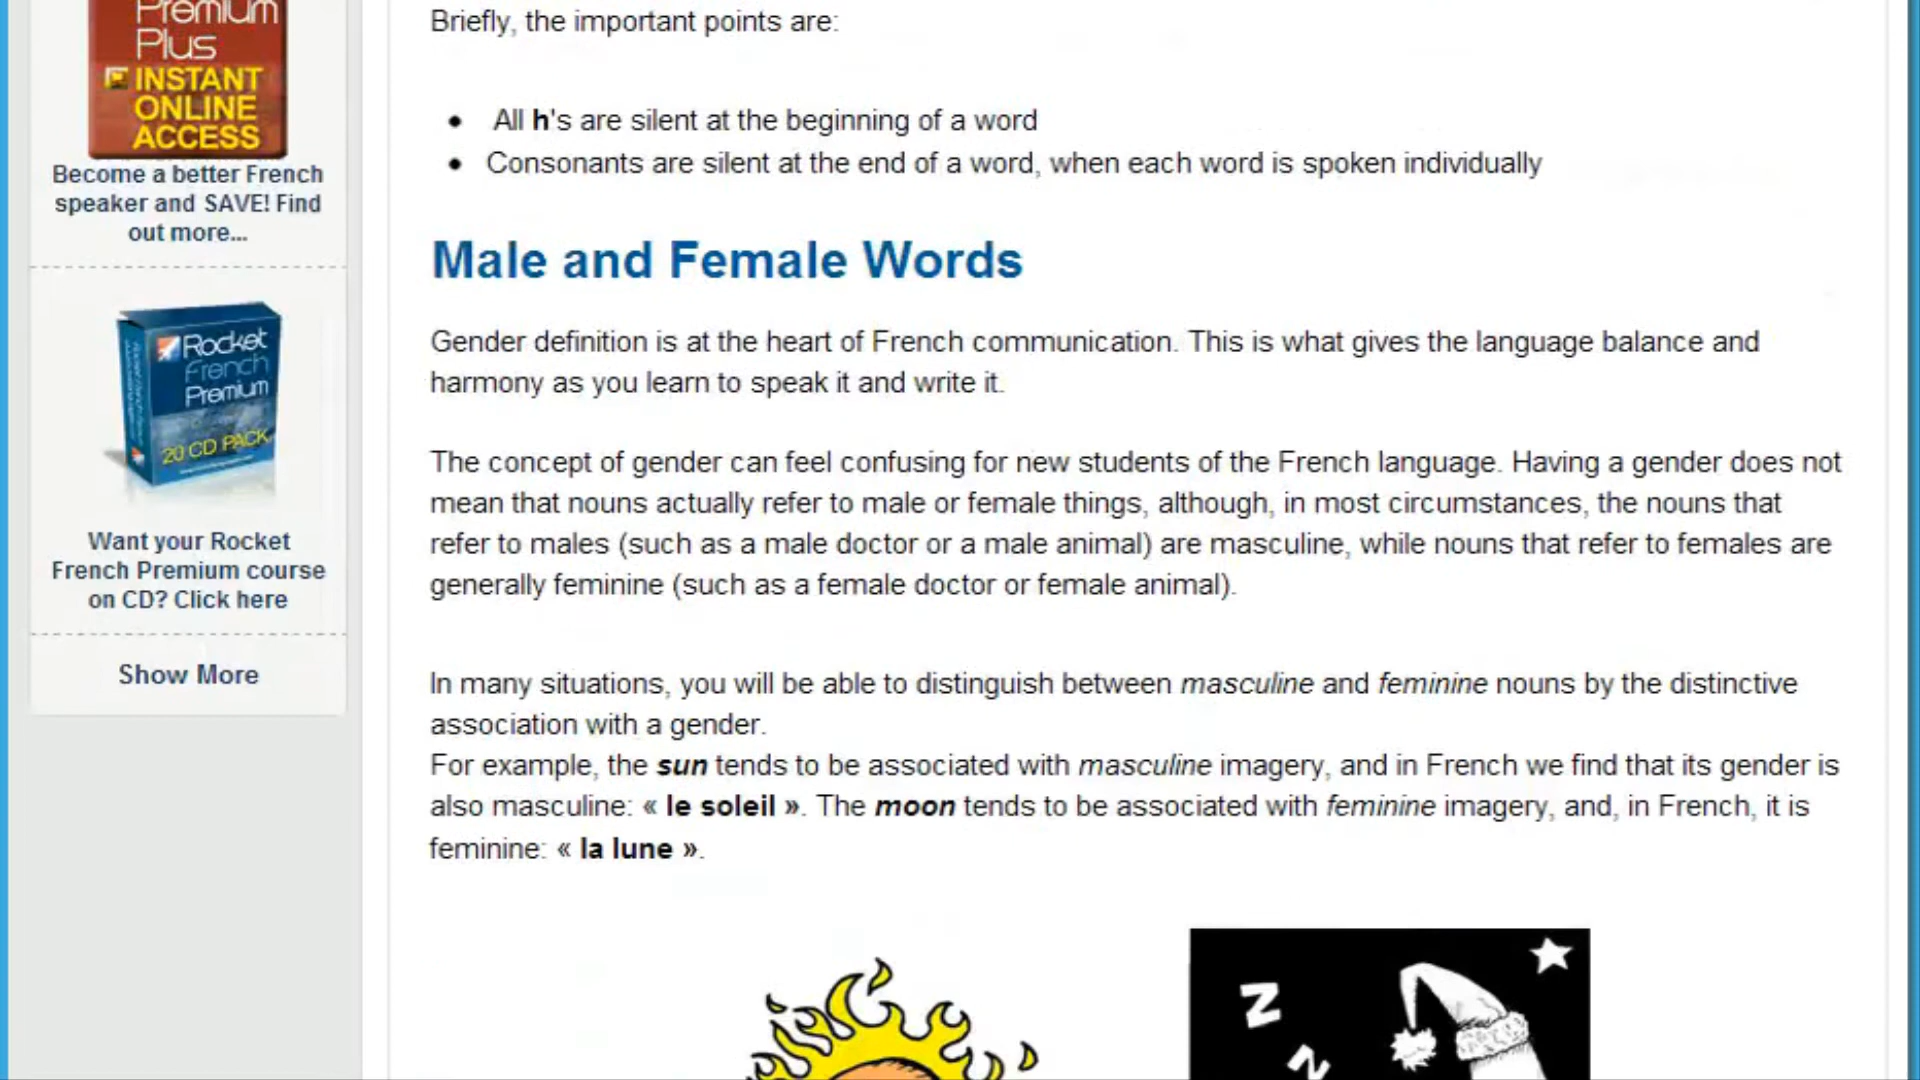 Premium
Plus
INSTANT
ONLINE
ACCESS
Become a better French
speaker and SAVE! Find
out more...
Rocket
French
Premium
20 CD PACK
Want your Rocket
French Premium course
on CD? Click here
Show More
Briefly, the important points are:
• All h's are silent at the beginning of a word
• Consonants are silent at the end of a word, when each word is spoken individually
Male and Female Words
Gender definition is at the heart of French communication. This is what gives the language balance and
harmony as you learn to speak it and write it.
The concept of gender can feel confusing for new students of the French language. Having a gender does not
mean that nouns actually refer to male or female things, although, in most circumstances, the nouns that
refer to males (such as a male doctor or a male animal) are masculine, while nouns that refer to females are
generally feminine (such as a female doctor or female animal).
In many situations, you will be able to distinguish between masculine and feminine nouns by the distinctive
association with a gender.
For example, the sun tends to be associated with masculine imagery, and in French we find that its gender is
also masculine: « le soleil ». The moon tends to be associated with feminine imagery, and, in French, it is
feminine: « la lune ».
Z
Z